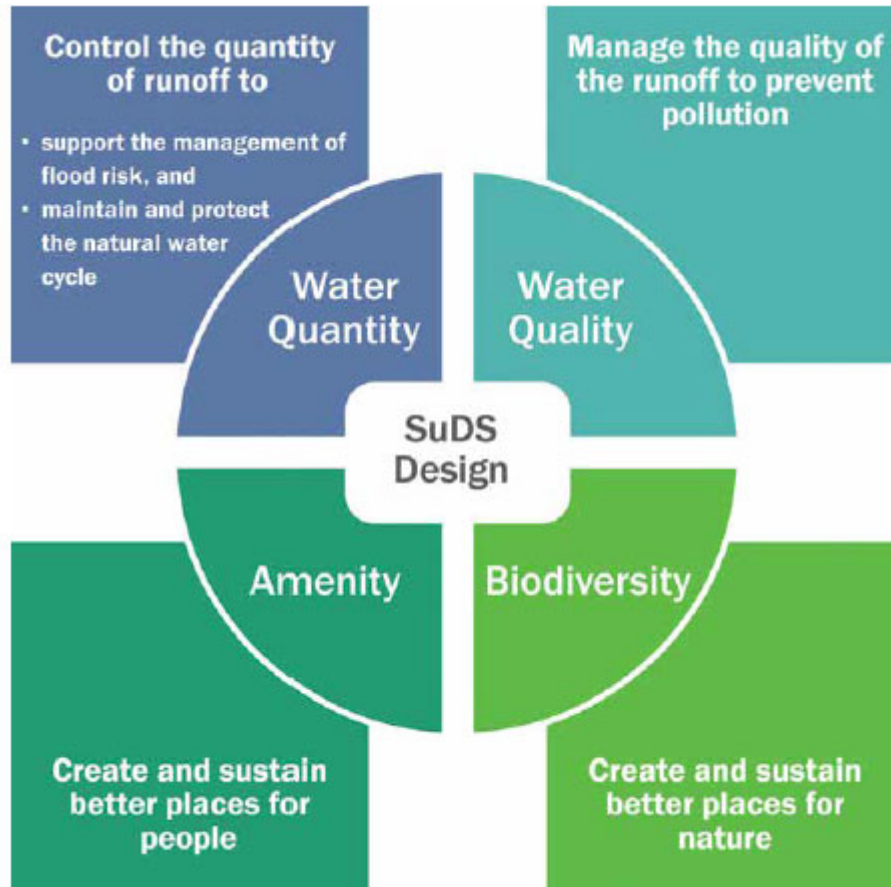 Control the quantity
of runoff to
• support the management of
flood risk, and
• maintain and protect
the natural water
cycle
Manage the quality of
the runoff to prevent
pollution
Water
Quantity
Water
Quality
SuDS
Design
Amenity
Biodiversity
Create and sustain
better places for
people
Create and sustain
better places for
nature